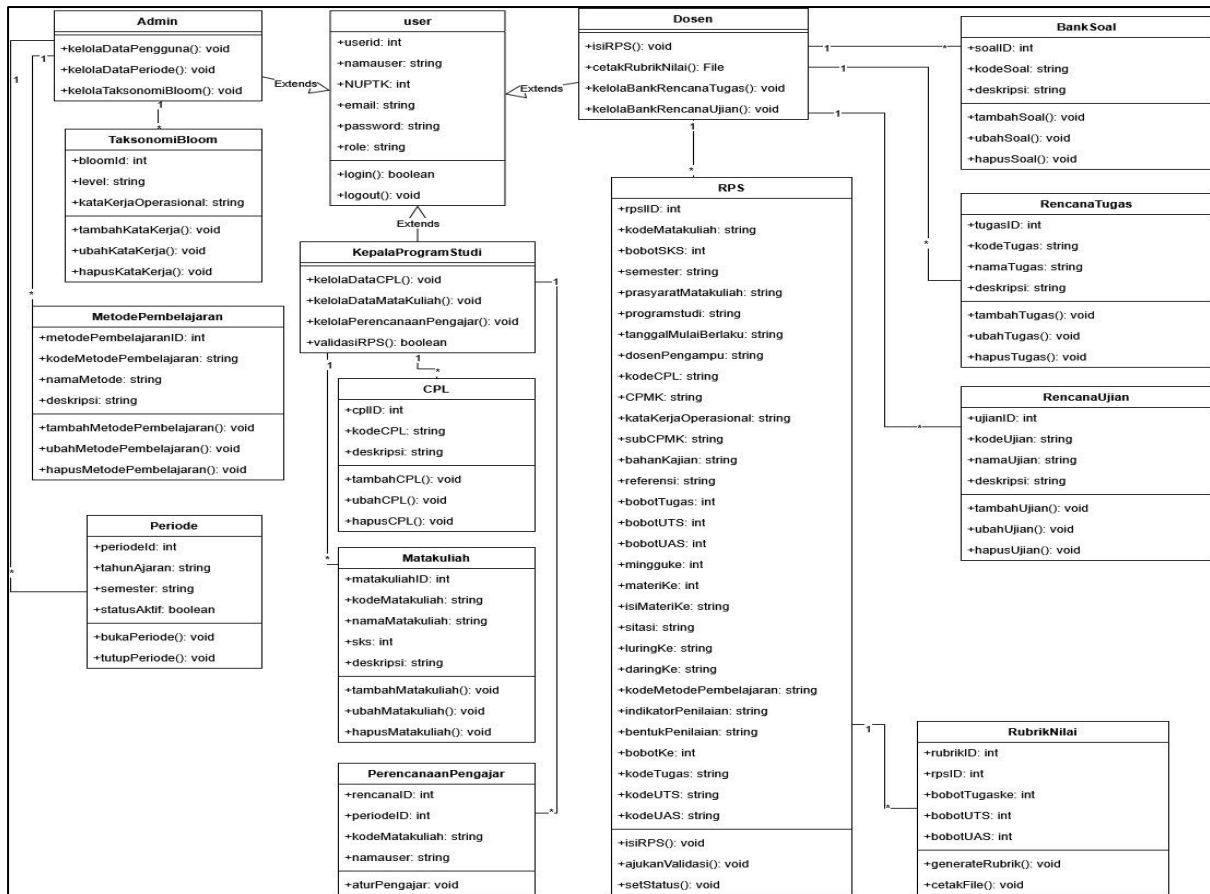 Admin
+kelolaDataPengguna(): void
+kelolaDataPeriode(): void
+kelolaTaksonomiBloom(): void
1
1
1
Extends
user
+userid: int
+namauser: string
+NUPTK: int
+email: string
+password: string
+role: string
+login(): boolean
+logout(): void
Extends
Extends
Dosen
+isiRPS(): void
+cetakRubrikNilai(): File
+kelolaBankRencanaTugas(): void
+kelolaBankRencanaUjian(): void
1
1
1
1
*
*
*
*
BankSoal
+soalID: int
+kodeSoal: string
+deskripsi: string
+tambahSoal(): void
+ubahSoal(): void
+hapusSoal(): void
*
TaksonomiBloom
+bloomId: int
+level: string
+kataKerjaOperasional: string
+tambahKataKerja(): void
+ubahKataKerja(): void
+hapusKataKerja(): void
*
MetodePembelajaran
+metodePembelajaranID: int
+kodeMetodePembelajaran: string
+namaMetode: string
+deskripsi: string
+tambahMetodePembelajaran(): void
+ubahMetodePembelajaran(): void
+hapusMetodePembelajaran(): void
*
Periode
+periodeId: int
+tahunAjaran: string
+semester: string
+statusAktif: boolean
+bukaPeriode(): void
+tutupPeriode(): void
KepalaProgramStudi
+kelolaDataCPL(): void
+kelolaDataMataKuliah(): void
+kelolaPerencanaanPengajar(): void
+validasiRPS(): boolean
1
1
1
*
CPL
+cplID: int
+kodeCPL: string
+deskripsi: string
+tambahCPL(): void
+ubahCPL(): void
+hapusCPL(): void
*
Matakuliah
+matakuliahID: int
+kodeMatakuliah: string
+namaMatakuliah: string
+sks: int
+deskripsi: string
+tambahMatakuliah(): void
+ubahMatakuliah(): void
+hapusMatakuliah(): void
*
PerencanaanPengajar
+rencanaID: int
+periodeID: int
+kodeMatakuliah: string
+namauser: string
+aturPengajar: void
RPS
+rpsIID: int
+kodeMatakuliah: string
+bobotSKS: int
+semester: string
+prasyaratMatakuliah: string
+programstudi: string
+tanggalMulaiBerlaku: string
+dosenPengampu: string
+kodeCPL: string
+CPMK: string
+kataKerjaOperasional: string
+subCPMK: string
+bahanKajian: string
+referensi: string
+bobotTugas: int
+bobotUTS: int
+bobotUAS: int
+mingguke: int
+materiKe: int
+isiMateriKe: string
+sitasi: string
+luringKe: string
+daringKe: string
+kodeMetodePembelajaran: string
+indikatorPenilaian: string
+bentukPenilaian: string
+bobotKe: int
+kodeTugas: string
+kodeUTS: string
+kodeUAS: string
+isiRPS(): void
+ajukanValidasi(): void
+setStatus(): void
1
*
RencanaTugas
+tugasID: int
+kodeTugas: string
+namaTugas: string
+deskripsi: string
+tambahTugas(): void
+ubahTugas(): void
+hapusTugas(): void
RencanaUjian
+ujianID: int
+kodeUjian: string
+namaUjian: string
+deskripsi: string
+tambahUjian(): void
+ubahUjian(): void
+hapusUjian(): void
RubrikNilai
+rubrikID: int
+rpsID: int
+bobotTugaske: int
+bobotUTS: int
+bobotUAS: int
+generateRubrik(): void
+cetakFile(): void